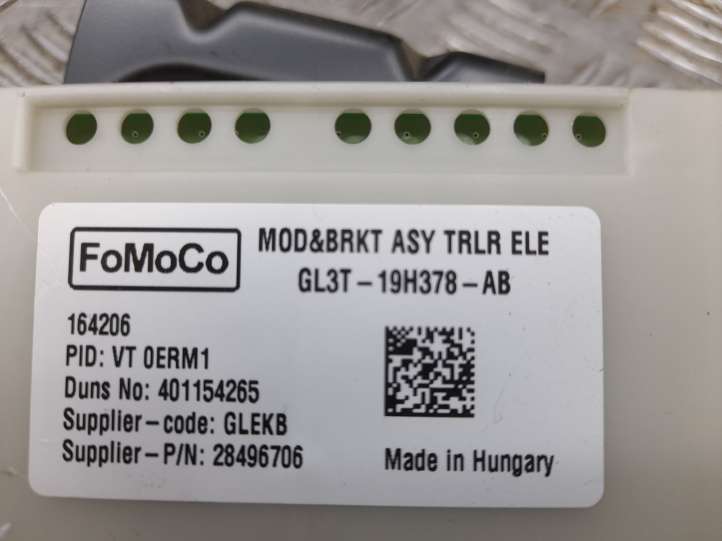 FoMoCo
MOD&BRKT ASY TRLR ELE
GL3T-19H378-AB
164206
PID: VT 0ERM1
Duns No: 401154265
Supplier-code: GLEKB
Supplier-P/N: 28496706
Made in Hungary